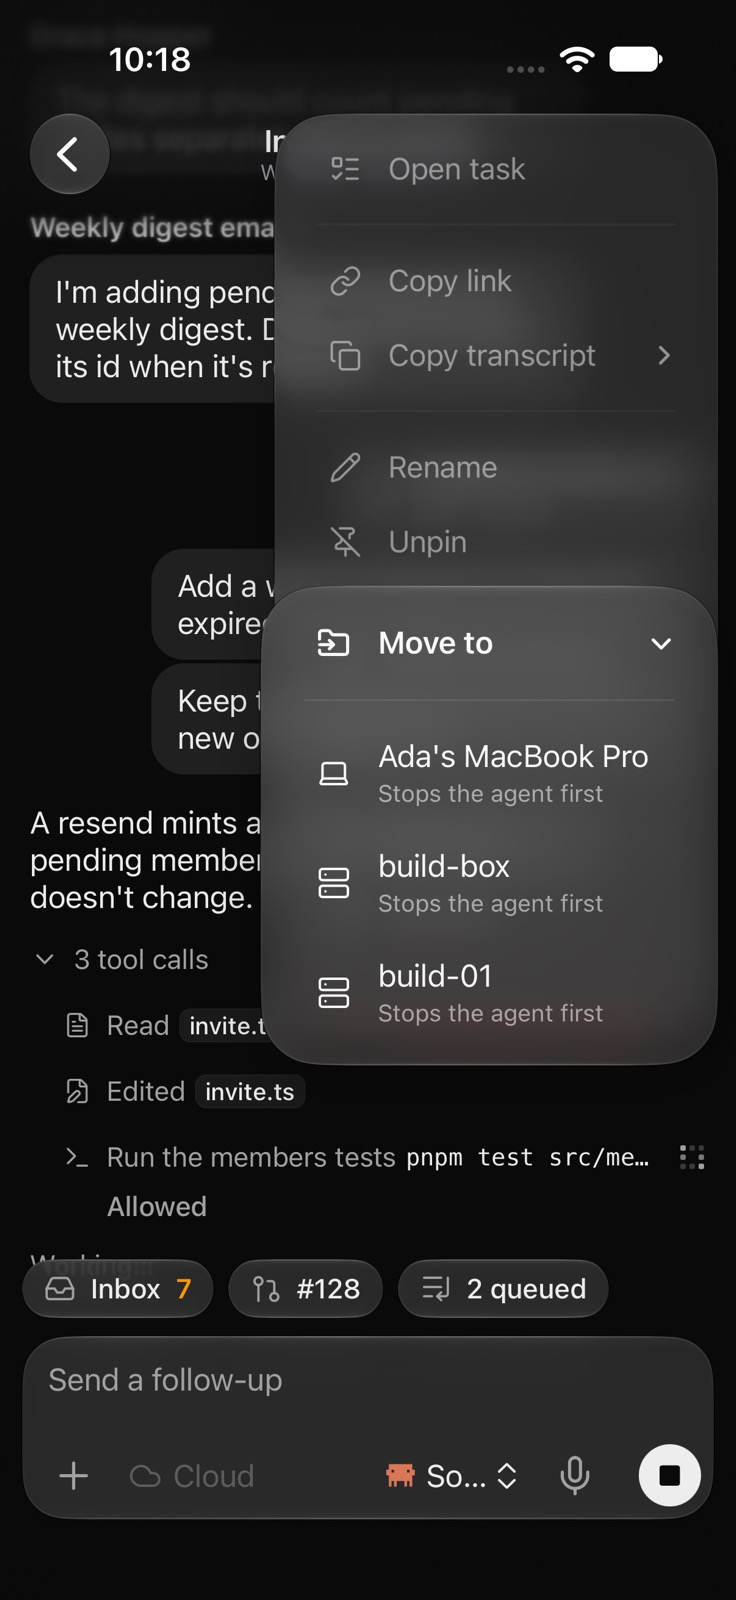 10:18
Open task
Weekly digest ema
Copy link
I'm adding pend
weekly digest.
its id when it's
Copy transcript
Rename
Unpin
Add a
expired
Move to
Keep
new
Ada's MacBook Pro
Stops the agent first
A resend mints a
pending member
doesn't change.
build-box
Stops the agent first
3 tool calls
build-01
Stops the agent first
Read invite.t
Edited invite.ts
Run the members tests pnpm test src/me…
Allowed
Working
Inbox 7
#128
2 queued
Send a follow-up
Cloud
So…